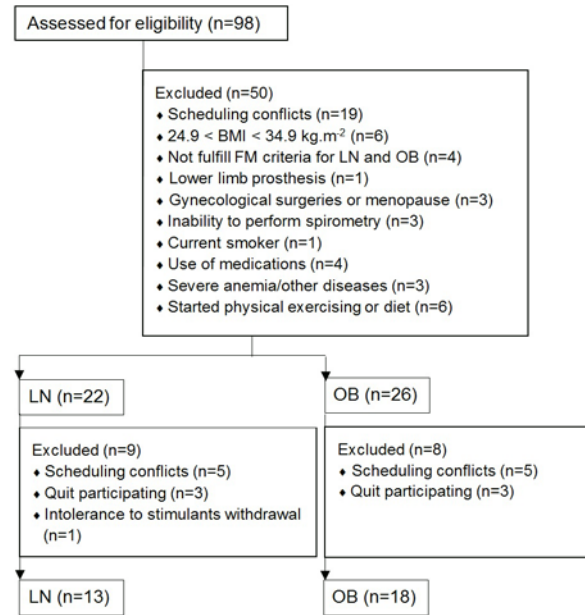 Assessed for eligibility (n=98)
Excluded (n=50)
♦ Scheduling conflicts (n=19)
♦ 24.9 < BMI < 34.9 kg.m⁻² (n=6)
♦ Not fulfill FM criteria for LN and OB (n=4)
♦ Lower limb prosthesis (n=1)
♦ Gynecological surgeries or menopause (n=3)
♦ Inability to perform spirometry (n=3)
♦ Current smoker (n=1)
♦ Use of medications (n=4)
♦ Severe anemia/other diseases (n=3)
♦ Started physical exercising or diet (n=6)
LN (n=22)
OB (n=26)
Excluded (n=9)
♦ Scheduling conflicts (n=5)
♦ Quit participating (n=3)
♦ Intolerance to stimulants withdrawal
(n=1)
Excluded (n=8)
♦ Scheduling conflicts (n=5)
♦ Quit participating (n=3)
LN (n=13)
OB (n=18)